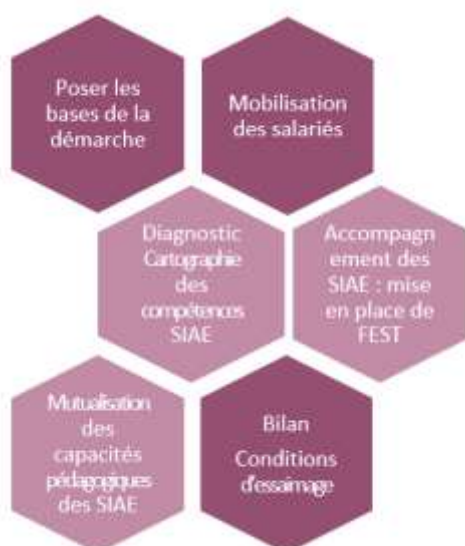 Poser les
bases de la
démarche
Mobilisation
des salariés
Diagnostic
Cartographie
des
compétences
SIAE
Accompagn
ement des
SIAE : mise
en place de
FEST
Mutualisation
des
capacités
pédagogiques
des SIAE
Bilan
Conditions
d'essaimage